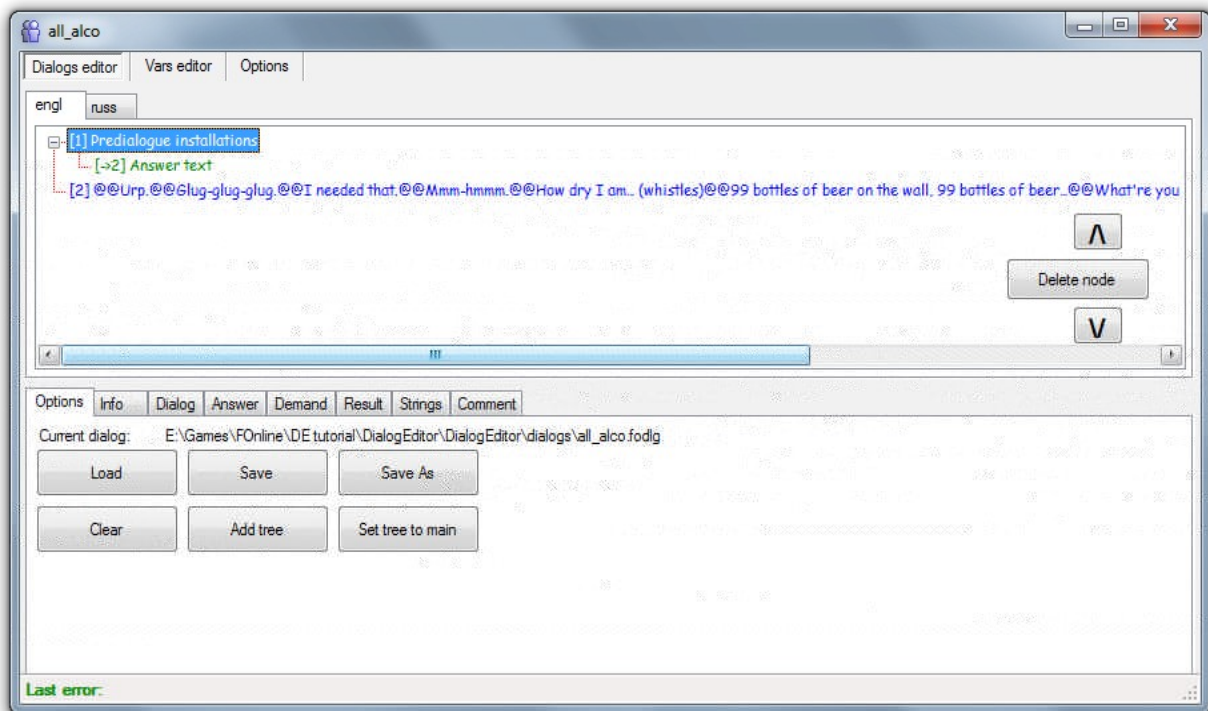 all_alco
Dialogs editor Vars editor Options
engl russ
[1] Predialogue installations
[->2] Answer text
[2] @@Urp.@@Glug-glug-glug.@@I needed that.@@Mmm-hmmm.@@How dry I am... (whistles)@@99 bottles of beer on the wall, 99 bottles of beer...@@What're you
/\
Delete node
\/
Options Info Dialog Answer Demand Result Strings Comment
Current dialog: E:\Games\FOnline\DE tutorial\DialogEditor\DialogEditor\dialogs\all_alco.fodlg
Load Save Save As
Clear Add tree Set tree to main
Last error: